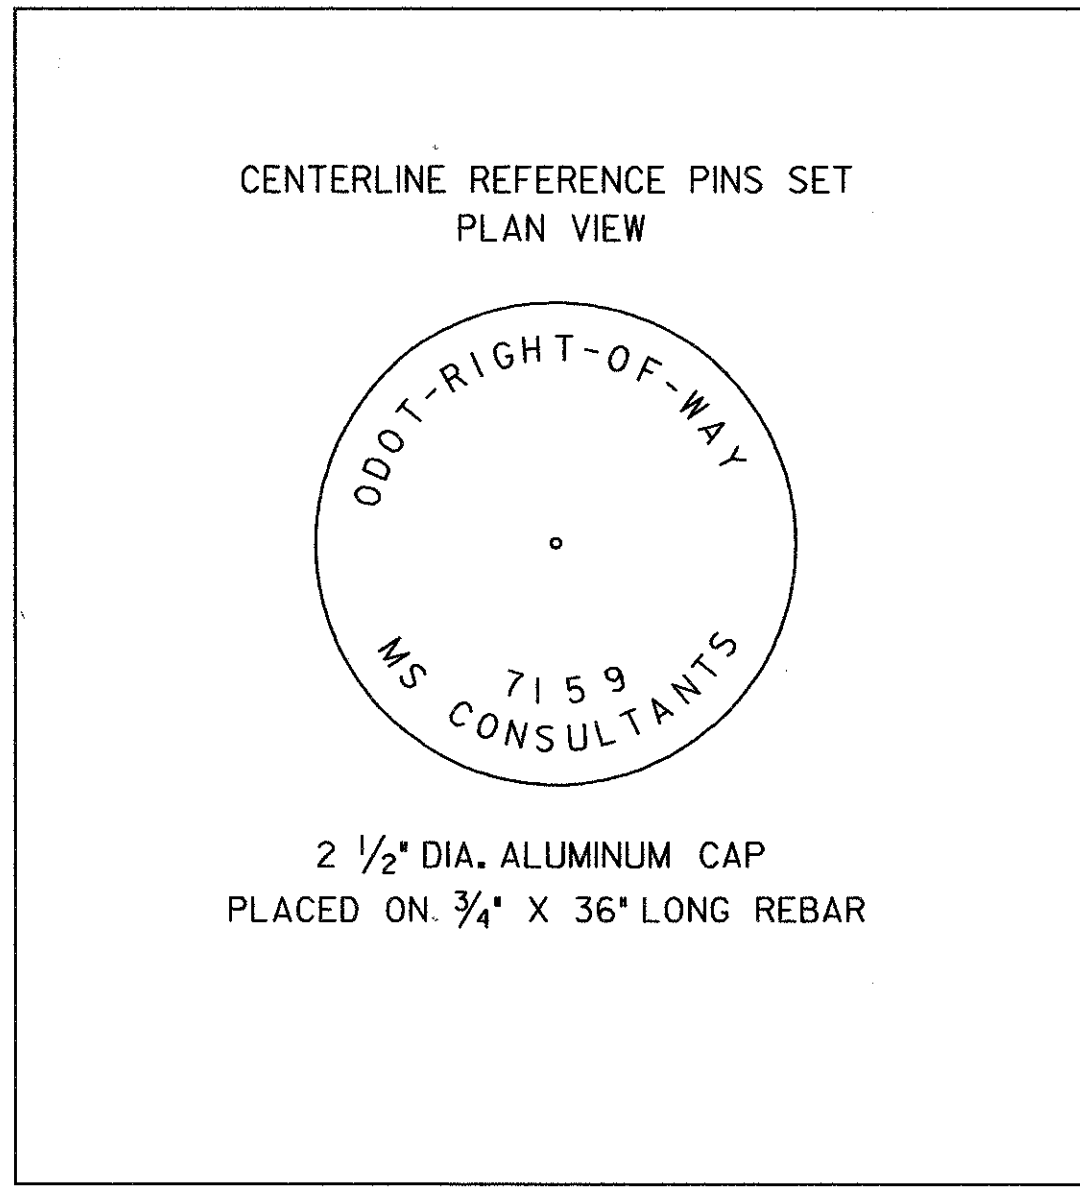 CENTERLINE REFERENCE PINS SET
PLAN VIEW
ODOT-RIGHT-OF-WAY
7159
MS CONSULTANTS
2 1/2" DIA. ALUMINUM CAP
PLACED ON 3/4" X 36" LONG REBAR